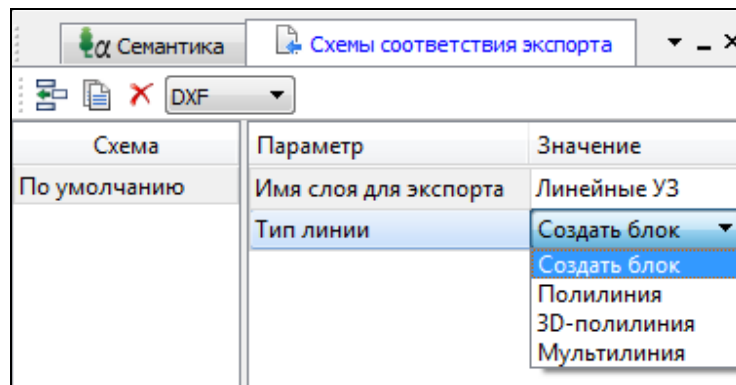 α Семантика Схемы соответствия экспорта
DXF
Схема Параметр Значение
По умолчанию Имя слоя для экспорта Линейные УЗ
Тип линии Создать блок
Создать блок
Полилиния
3D-полилиния
Мультилиния